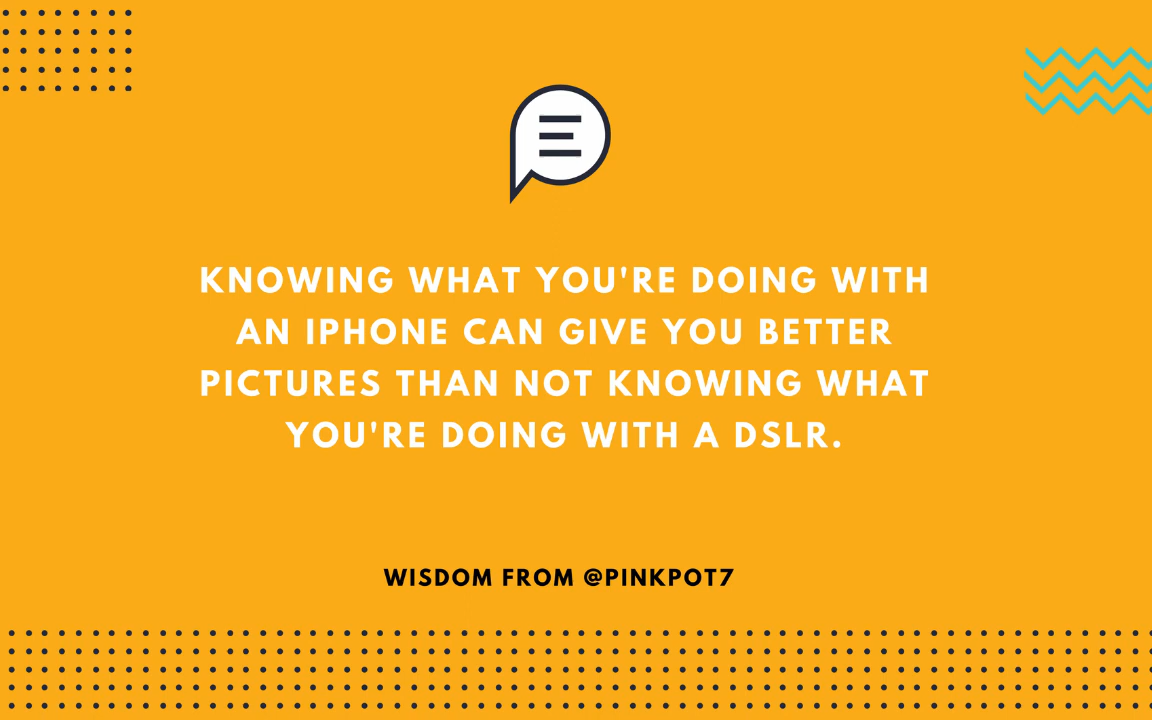 KNOWING WHAT YOU'RE DOING WITH
AN IPHONE CAN GIVE YOU BETTER
PICTURES THAN NOT KNOWING WHAT
YOU'RE DOING WITH A DSLR.
WISDOM FROM @PINKPOT7